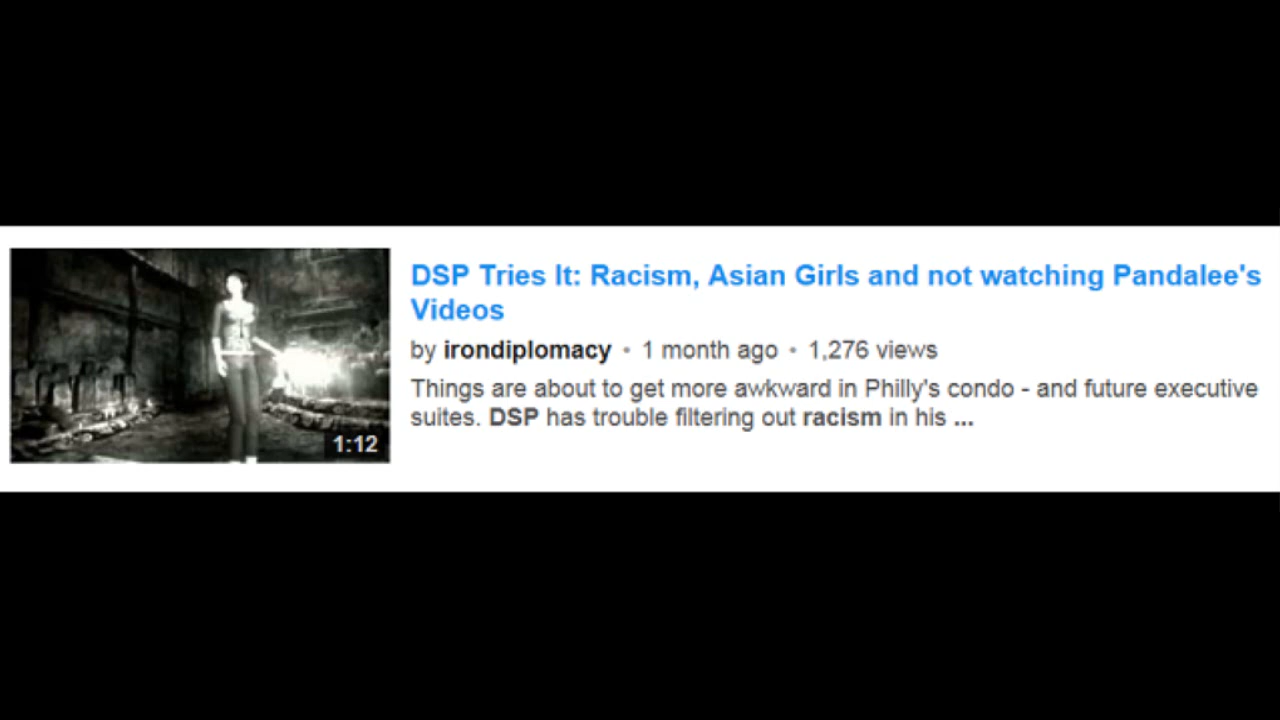 DSP Tries It: Racism, Asian Girls and not watching Pandalee's
Videos
by irondiplomacy • 1 month ago • 1,276 views
Things are about to get more awkward in Philly's condo - and future executive
suites. DSP has trouble filtering out racism in his ...
1:12